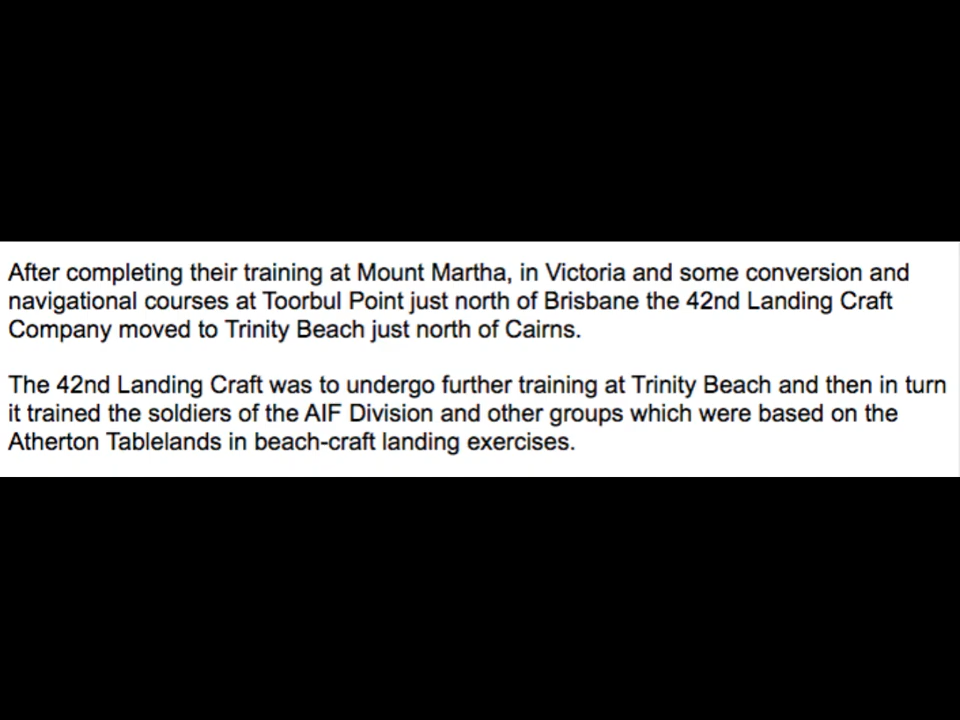 After completing their training at Mount Martha, in Victoria and some conversion and
navigational courses at Toorbul Point just north of Brisbane the 42nd Landing Craft
Company moved to Trinity Beach just north of Cairns.
The 42nd Landing Craft was to undergo further training at Trinity Beach and then in turn
it trained the soldiers of the AIF Division and other groups which were based on the
Atherton Tablelands in beach-craft landing exercises.